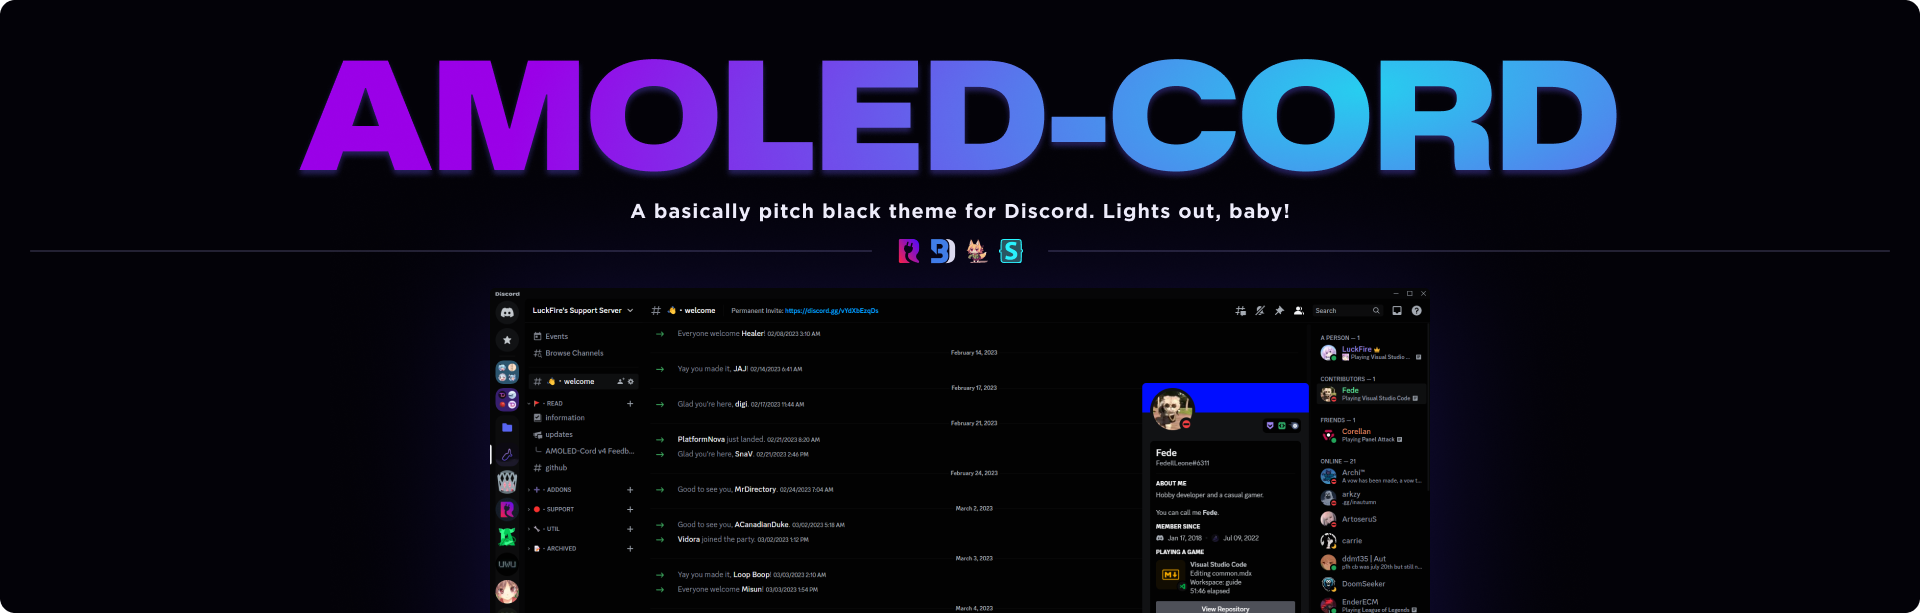 AMOLED-CORD
A basically pitch black theme for Discord. Lights out, baby!
Discord
LuckFire's Support Server
# 👋 • welcome
Permanent Invite: https://discord.gg/vYdXbEzqDs
Search
Events
Browse Channels
# 👋 • welcome
READ
information
updates
AMOLED-Cord v4 Feedb...
# github
ADDONS
SUPPORT
UTIL
ARCHIVED
UVU
Everyone welcome Healer! 02/08/2023 3:10 AM
February 14, 2023
Yay you made it, JAJ! 02/14/2023 6:41 AM
February 17, 2023
Glad you're here, digi. 02/17/2023 11:44 AM
February 21, 2023
PlatformNova just landed. 02/21/2023 8:20 AM
Glad you're here, SnaV. 02/21/2023 2:46 PM
February 24, 2023
Good to see you, MrDirectory. 02/24/2023 7:04 AM
March 2, 2023
Good to see you, ACanadianDuke. 03/02/2023 5:18 AM
Vidora joined the party. 03/02/2023 1:12 PM
March 3, 2023
Yay you made it, Loop Boop! 03/03/2023 2:10 AM
Everyone welcome Misun! 03/03/2023 1:54 PM
March 4, 2023
Fede
FedeIlLeone#6311
ABOUT ME
Hobby developer and a casual gamer.
You can call me Fede.
MEMBER SINCE
Jan 17, 2018 • Jul 09, 2022
PLAYING A GAME
Visual Studio Code
Editing common.mdx
Workspace: guide
51:46 elapsed
View Repository
A PERSON — 1
LuckFire
Playing Visual Studio ...
CONTRIBUTORS — 1
Fede
Playing Visual Studio Code
FRIENDS — 1
Corellan
Playing Panel Attack
ONLINE — 21
Archi™
A vow has been made, a vow t...
arkzy
.gg/inautumn
ArtoseruS
carrie
ddm135 | Aut
pfh cb was july 20th but still n...
DoomSeeker
EnderECM
Playing League of Legends